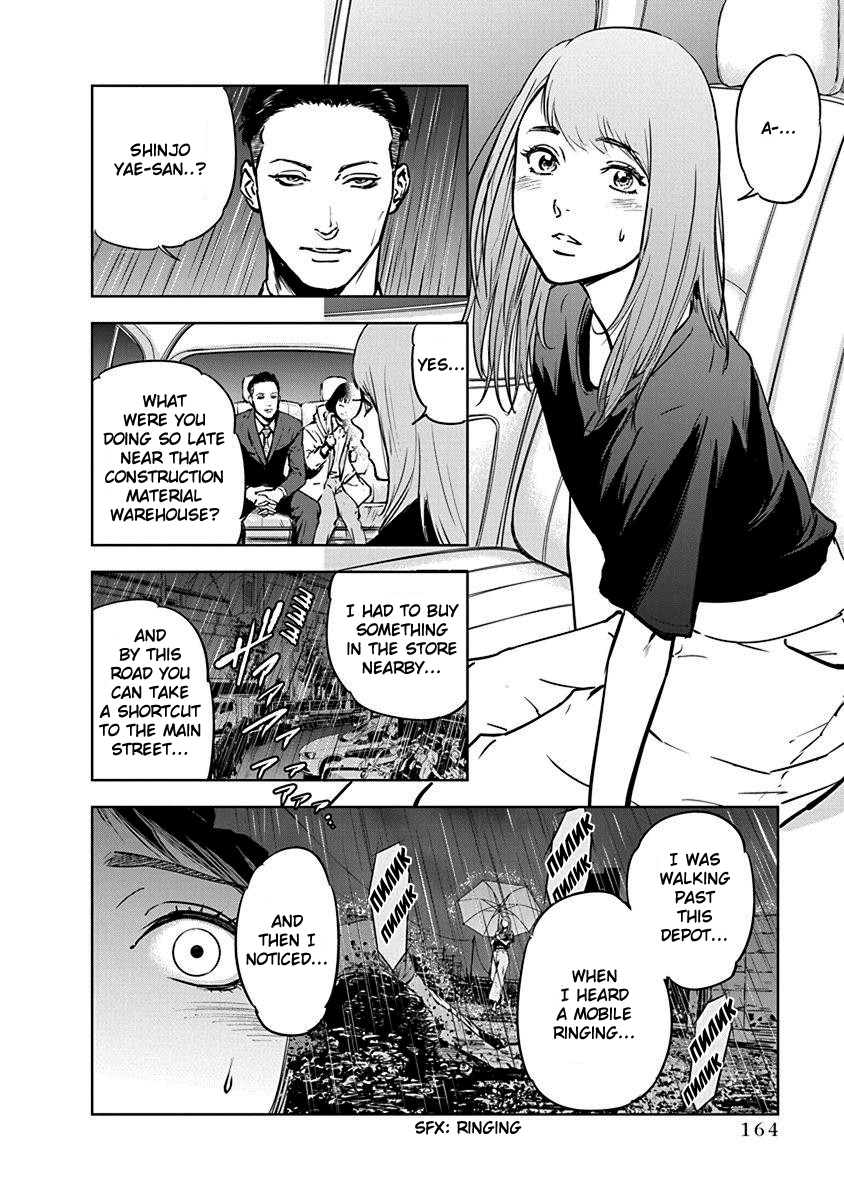 A-...
SHINJO
YAE-SAN..?
YES...
WHAT
WERE YOU
DOING SO LATE
NEAR THAT
CONSTRUCTION
MATERIAL
WAREHOUSE?
I HAD TO BUY
SOMETHING
IN THE STORE
NEARBY...
AND
BY THIS
ROAD YOU
CAN TAKE
A SHORTCUT
TO THE MAIN
STREET...
I WAS
WALKING
PAST
THIS
DEPOT...
ПИЛИК
ПИЛИК
WHEN
I HEARD
A MOBILE
RINGING...
ПИЛИК
ПИЛИК
ПИЛИК
ПИЛИК
AND
THEN I
NOTICED...
SFX: RINGING
164